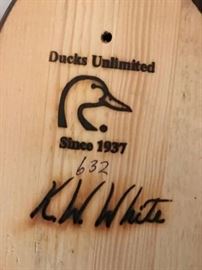 Ducks Unlimited
Since 1937
632
K.W. White